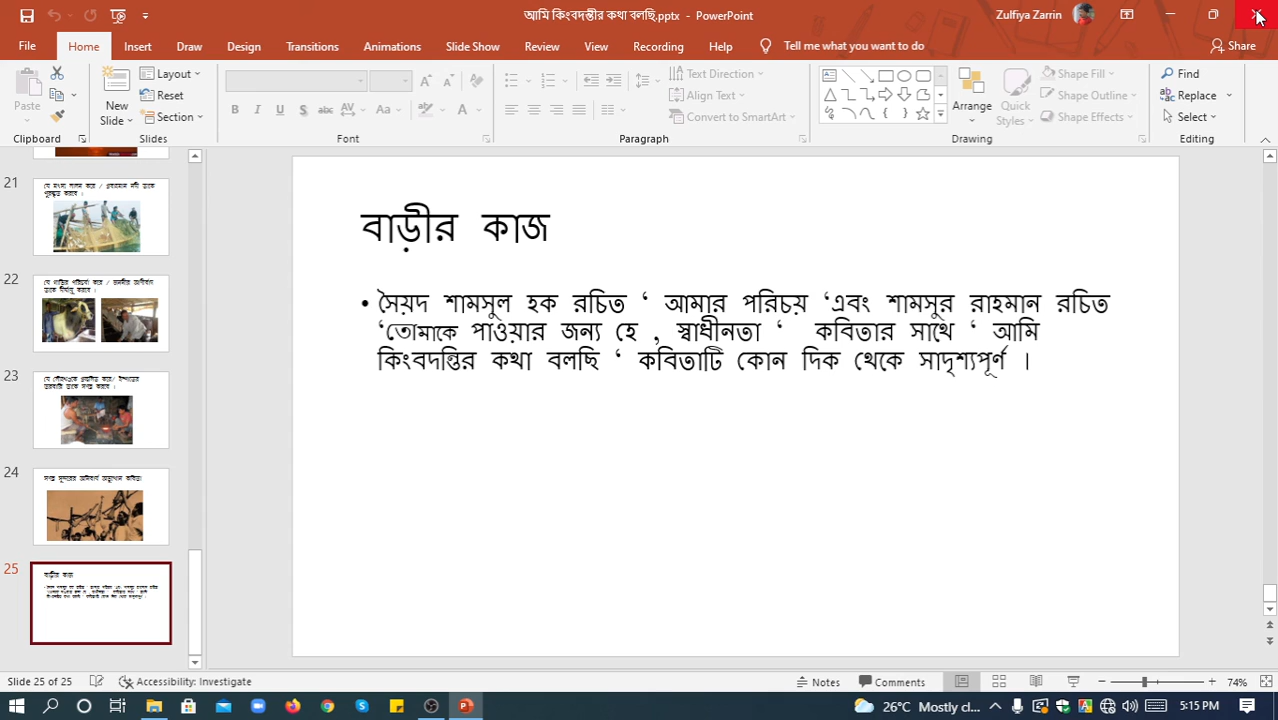 আমি কিংবদন্তীর কথা বলছি.pptx - PowerPoint
Zulfiya Zarrin
File Home Insert Draw Design Transitions Animations Slide Show Review View Recording Help Tell me what you want to do
Share
Paste
New Slide
Layout
Reset
Section
Text Direction
Align Text
Convert to SmartArt
Arrange
Quick Styles
Shape Fill
Shape Outline
Shape Effects
Find
Replace
Select
Clipboard Slides Font Paragraph Drawing Editing
21
22
23
24
25
বাড়ীর কাজ
• সৈয়দ শামসুল হক রচিত ‘ আমার পরিচয় ‘এবং শামসুর রাহমান রচিত
‘তোমাকে পাওয়ার জন্য হে , স্বাধীনতা ‘ কবিতার সাথে ‘ আমি
কিংবদন্তির কথা বলছি ‘ কবিতাটি কোন দিক থেকে সাদৃশ্যপূর্ণ ।
Slide 25 of 25
Accessibility: Investigate
Notes
Comments
74%
26°C Mostly cl...
5:15 PM